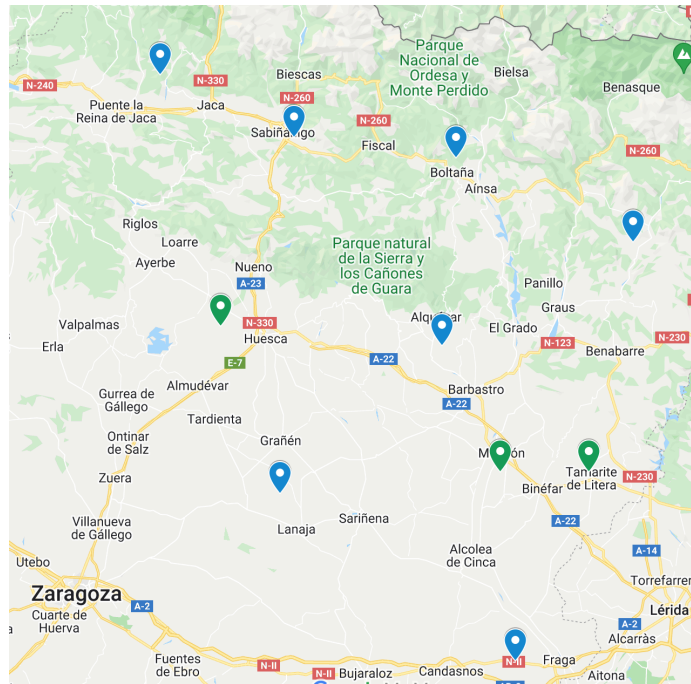 Parque
Nacional de
Ordesa y
Monte Perdido
Bielsa
Benasque
N-240
N-330
Biescas
N-260
Puente la
Reina de Jaca
Jaca
N-260
Fiscal
N-260
Boltaña
Aínsa
Riglos
Loarre
Ayerbe
Nueno
A-23
Parque natural
de la Sierra y
los Cañones
de Guara
Panillo
Graus
Valpalmas
Erla
N-330
Huesca
E-7
A-22
El Grado
N-123
Benabarre
N-230
Almudévar
Gurrea de
Gállego
Tardienta
Barbastro
A-22
Ontinar
de Salz
Grañén
Zuera
Tamarite
de Litera
N-230
Binéfar
Villanueva
de Gállego
Lanaja
Sariñena
A-22
Alcolea
de Cinca
A-14
Utebo
Zaragoza
Cuarte de
Huerva
A-2
Torrefarrer
Lérida
A-2
Alcarràs
Fuentes
de Ebro
N-II
N-II
Bujaraloz
Candasnos
N-II
Fraga
Aitona